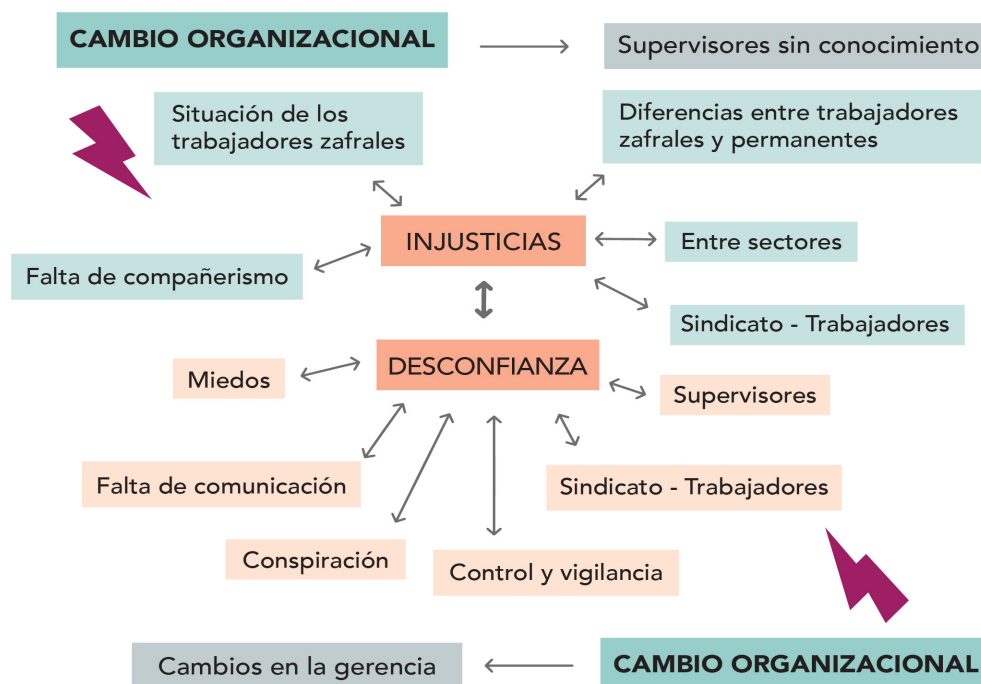 CAMBIO ORGANIZACIONAL
Supervisores sin conocimiento
Situación de los
trabajadores zafrales
Diferencias entre trabajadores
zafrales y permanentes
INJUSTICIAS
Entre sectores
Falta de compañerismo
Sindicato - Trabajadores
DESCONFIANZA
Miedos
Supervisores
Falta de comunicación
Sindicato - Trabajadores
Conspiración
Control y vigilancia
Cambios en la gerencia
CAMBIO ORGANIZACIONAL